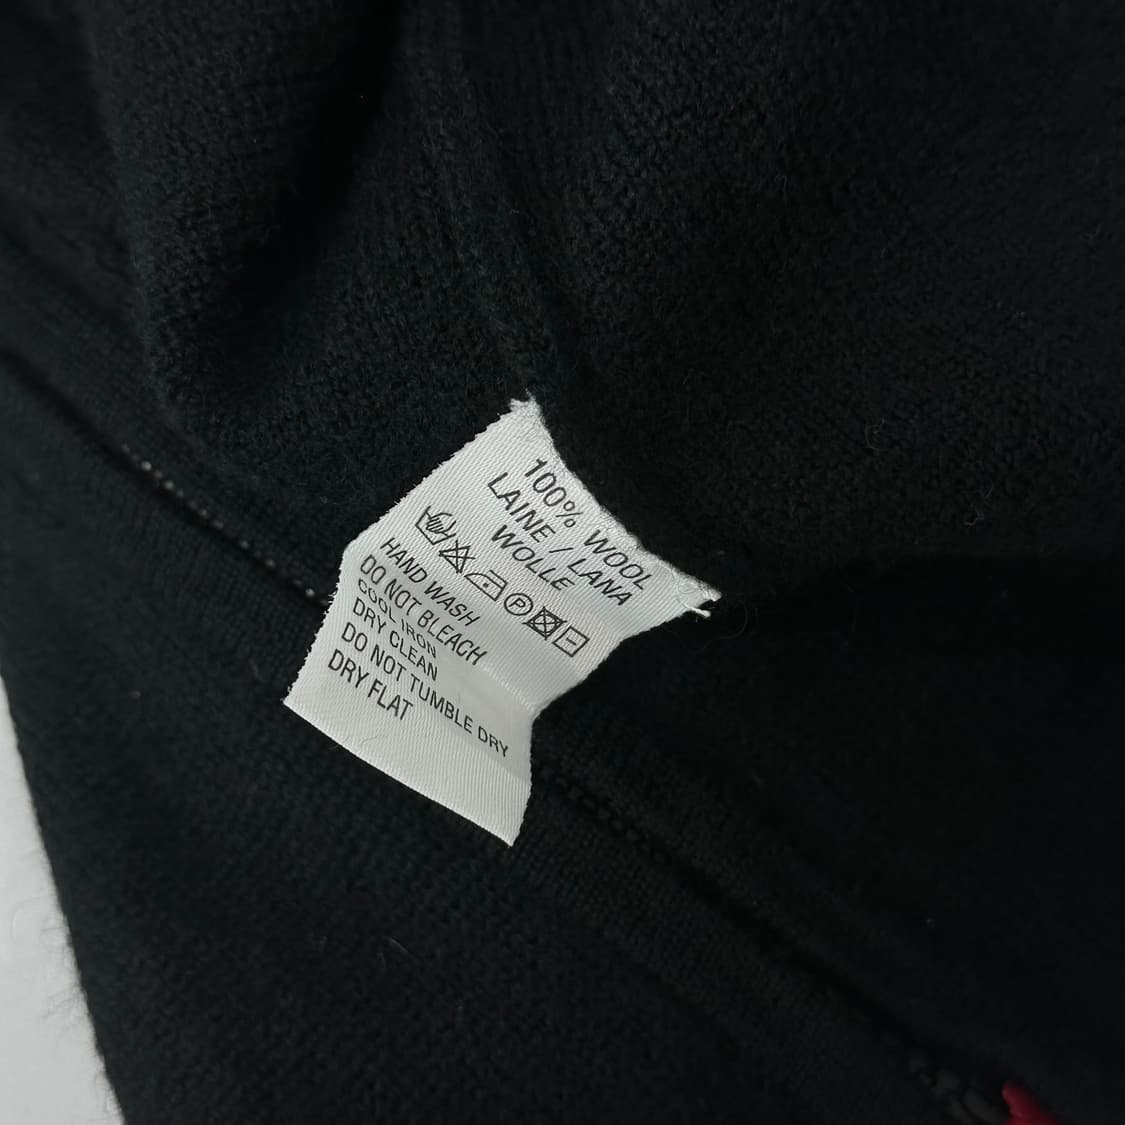 100% WOOL
LAINE / LANA
WOLLE
P
HAND WASH
DO NOT BLEACH
COOL IRON
DRY CLEAN
DO NOT TUMBLE DRY
DRY FLAT